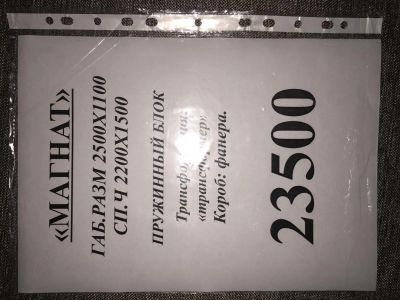 «МАГНАТ»
ГАБ.РАЗМ 2500Х1100
СП. Ч 2200Х1500
ПРУЖИННЫЙ БЛОК
Короб: фанера.
23500